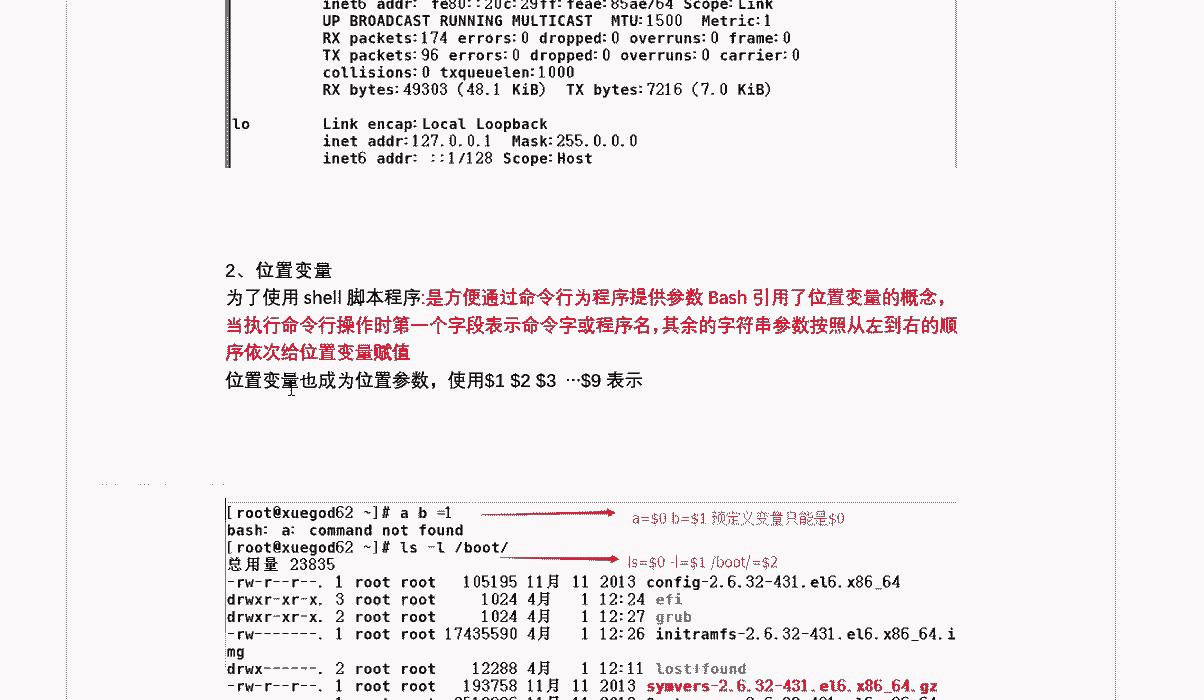 inet6 addr: fe80::20c:29ff:feae:85ae/64 Scope:Link
UP BROADCAST RUNNING MULTICAST  MTU:1500  Metric:1
RX packets:174 errors:0 dropped:0 overruns:0 frame:0
TX packets:96 errors:0 dropped:0 overruns:0 carrier:0
collisions:0 txqueuelen:1000
RX bytes:49303 (48.1 KiB)  TX bytes:7216 (7.0 KiB)
lo        Link encap:Local Loopback
inet addr:127.0.0.1  Mask:255.0.0.0
inet6 addr: ::1/128 Scope:Host
2、位置变量
为了使用 shell 脚本程序:是方便通过命令行为程序提供参数 Bash 引用了位置变量的概念，
当执行命令行操作时第一个字段表示命令字或程序名，其余的字符串参数按照从左到右的顺
序依次给位置变量赋值
位置变量也成为位置参数，使用$1 $2 $3 …$9 表示
[root@xuegod62 ~]# a b =1
a=$0 b=$1 预定义变量只能是$0
bash: a: command not found
[root@xuegod62 ~]# ls -l /boot/
ls=$0 -l=$1 /boot/=$2
总用量 23835
-rw-r--r--. 1 root root   105195 11月 11 2013 config-2.6.32-431.el6.x86_64
drwxr-xr-x. 3 root root     1024 4月   1 12:24 efi
drwxr-xr-x. 2 root root     1024 4月   1 12:27 grub
-rw-------. 1 root root 17435590 4月   1 12:26 initramfs-2.6.32-431.el6.x86_64.i
mg
drwx------. 2 root root    12288 4月   1 12:11 lost+found
-rw-r--r--. 1 root root   193758 11月 11 2013 symvers-2.6.32-431.el6.x86_64.gz